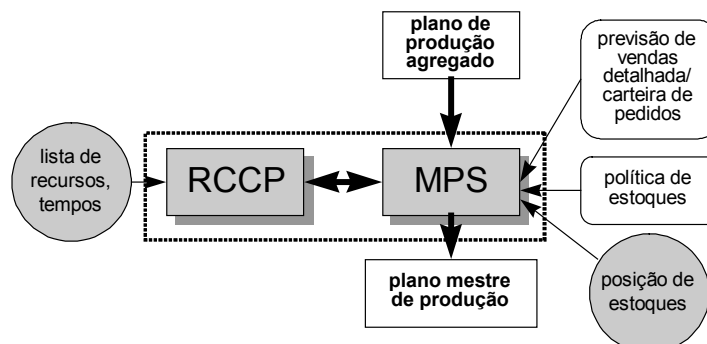 plano de
produção
agregado
previsão de
vendas
detalhada/
carteira de
pedidos
lista de
recursos,
tempos
RCCP
MPS
política de
estoques
plano mestre
de produção
posição de
estoques